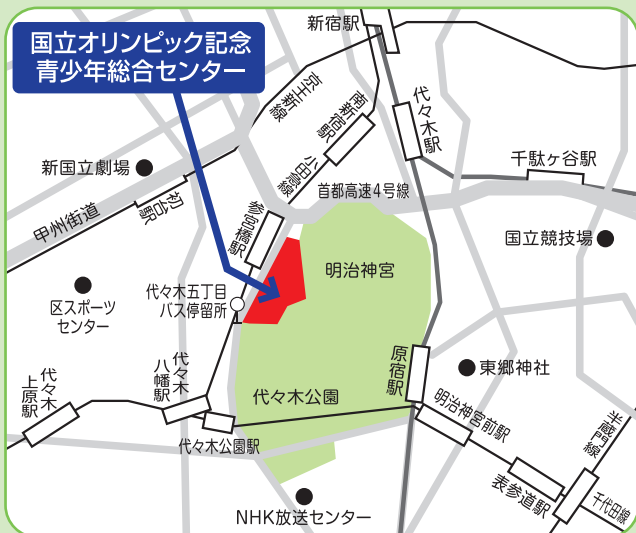 国立オリンピック記念
青少年総合センター
新宿駅
京王新線
南新宿駅
代々木駅
新国立劇場
小田急線
千駄ヶ谷駅
首都高速4号線
初台駅
甲州街道
参宮橋駅
国立競技場
明治神宮
代々木五丁目
バス停留所
区スポーツ
センター
原宿駅
代々木
八幡駅
東郷神社
代々木
上原駅
代々木公園
明治神宮前駅
半蔵門線
代々木公園駅
表参道駅
千代田線
NHK放送センター